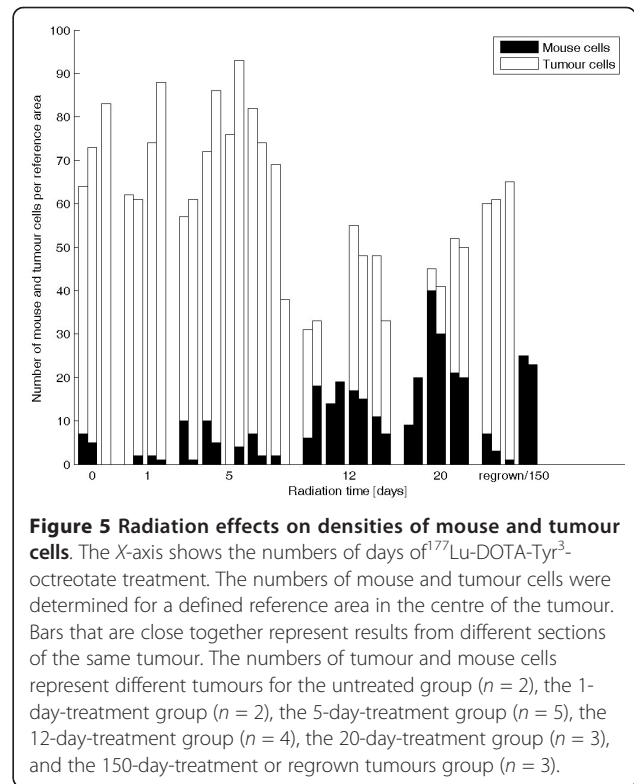 100
90
80
70
60
50
40
30
20
10
0
Number of mouse and tumour cells per reference area
Mouse cells
Tumour cells
0 1 5 12 20 regrown/150
Radiation time [days]
Figure 5 Radiation effects on densities of mouse and tumour
cells. The X-axis shows the numbers of days of¹⁷⁷Lu-DOTA-Tyr³-
octreotate treatment. The numbers of mouse and tumour cells were
determined for a defined reference area in the centre of the tumour.
Bars that are close together represent results from different sections
of the same tumour. The numbers of tumour and mouse cells
represent different tumours for the untreated group (n = 2), the 1-
day-treatment group (n = 2), the 5-day-treatment group (n = 5), the
12-day-treatment group (n = 4), the 20-day-treatment group (n = 3),
and the 150-day-treatment or regrown tumours group (n = 3).